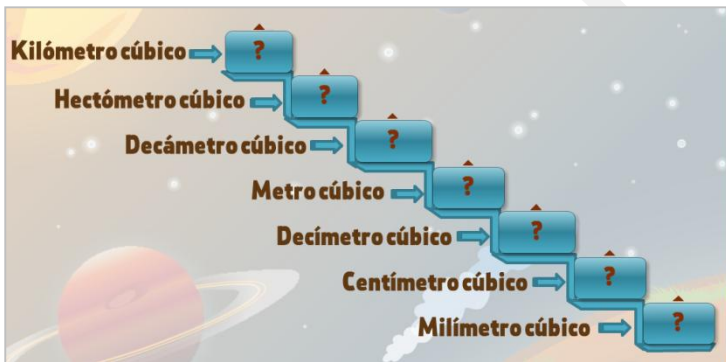 Kilómetro cúbico ?
Hectómetro cúbico ?
Decámetro cúbico ?
Metro cúbico ?
Decímetro cúbico ?
Centímetro cúbico ?
Milímetro cúbico ?